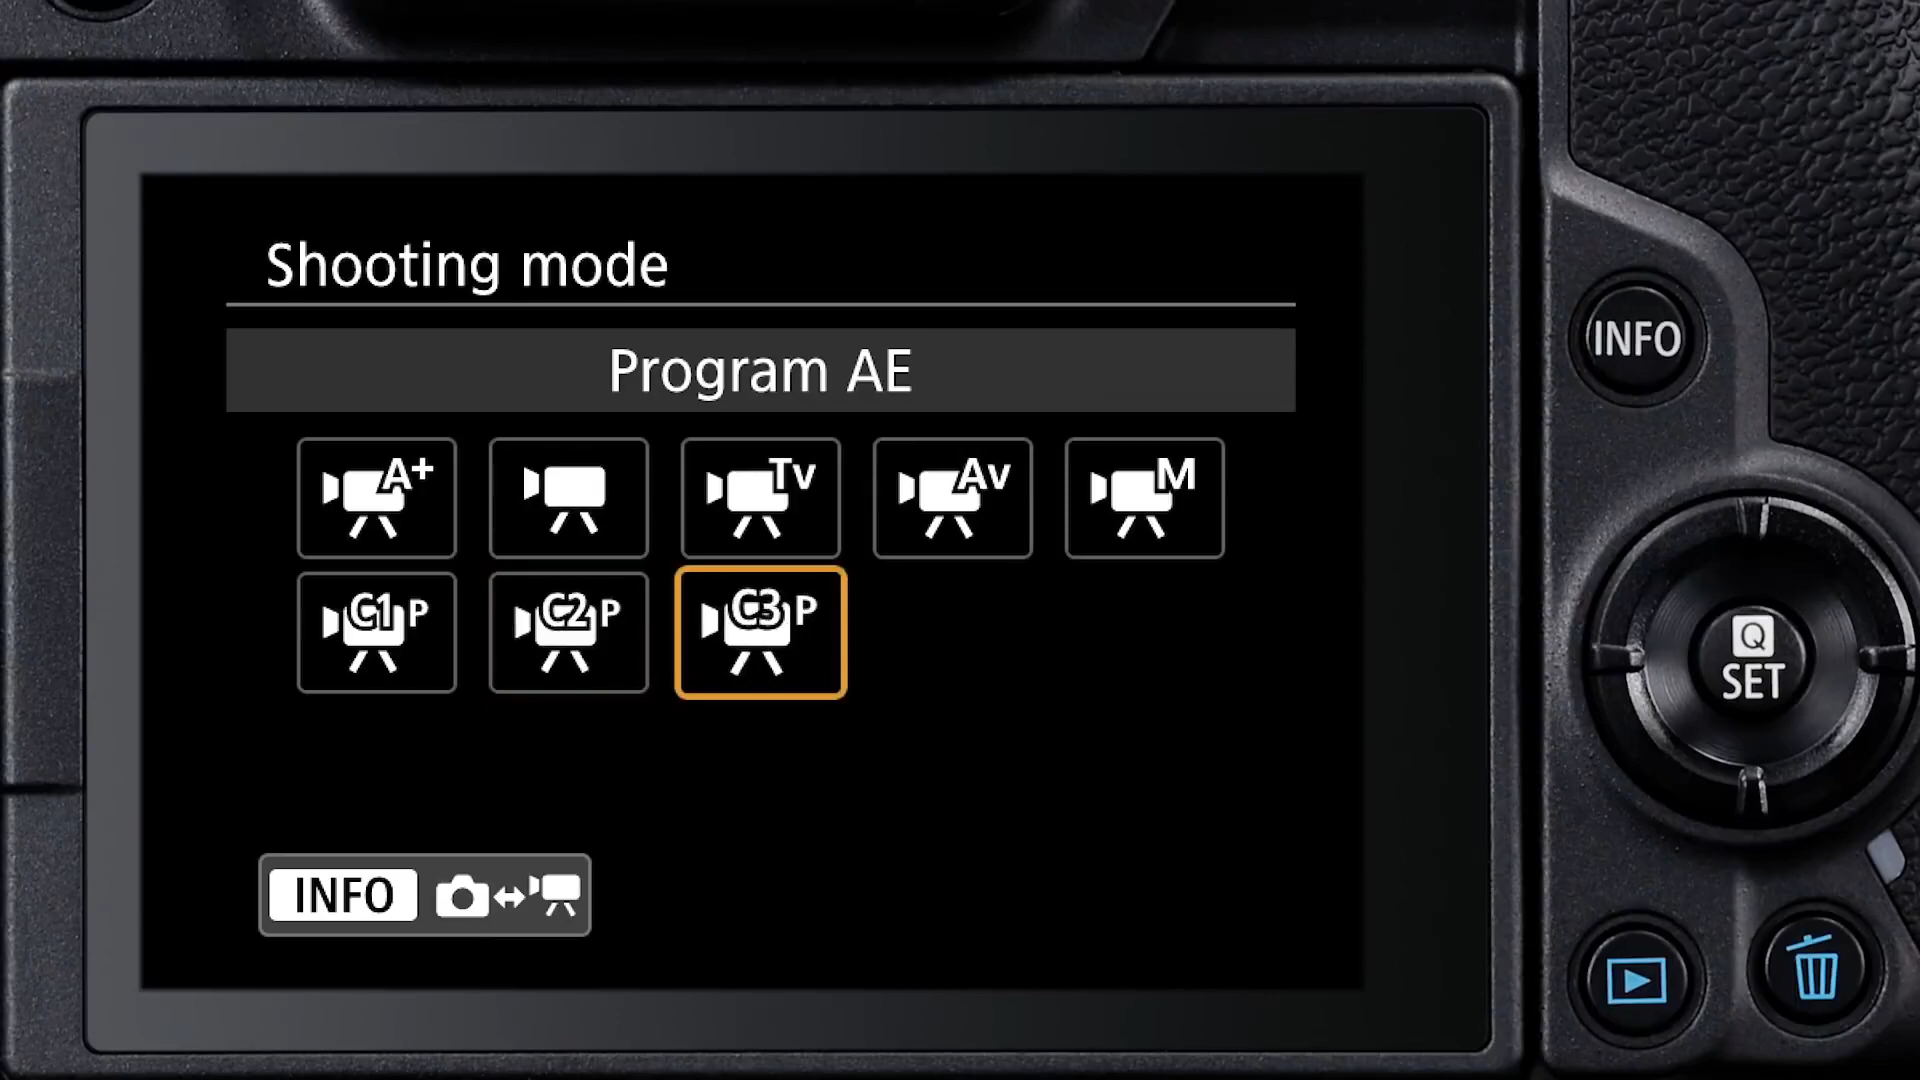 Shooting mode
Program AE
A+
Tv
Av
M
C1 P
C2 P
C3 P
INFO
INFO
Q
SET